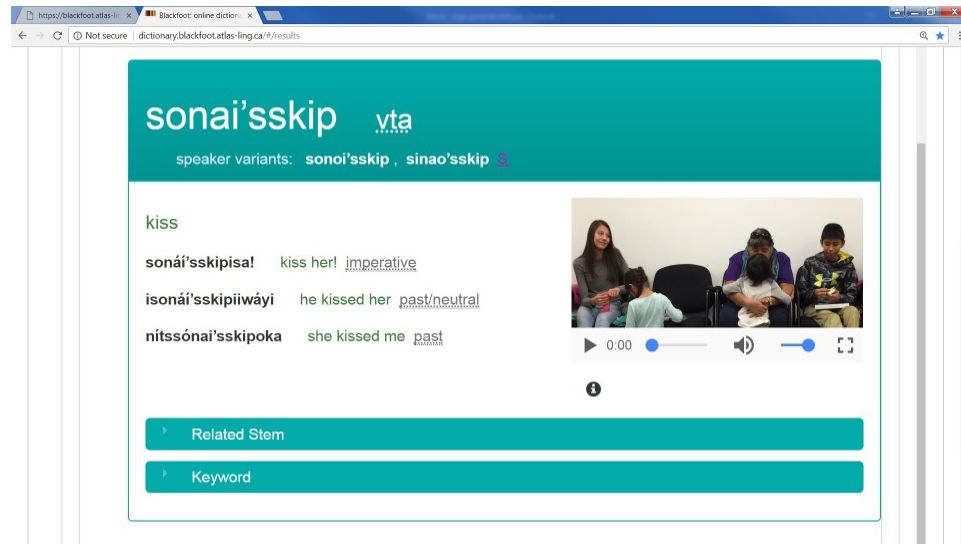 https://blackfoot.atlas-lin
Blackfoot: online diction
Not secure | dictionary.blackfoot.atlas-ling.ca/#/results
sonai’sskip vta
speaker variants: sonoi'sskip , sinao'sskip S
kiss
sonáí’sskipisa! kiss her! imperative
isonáí’sskipiiwáyi he kissed her past/neutral
nítssónai’sskipoka she kissed me past
0:00
Related Stem
Keyword